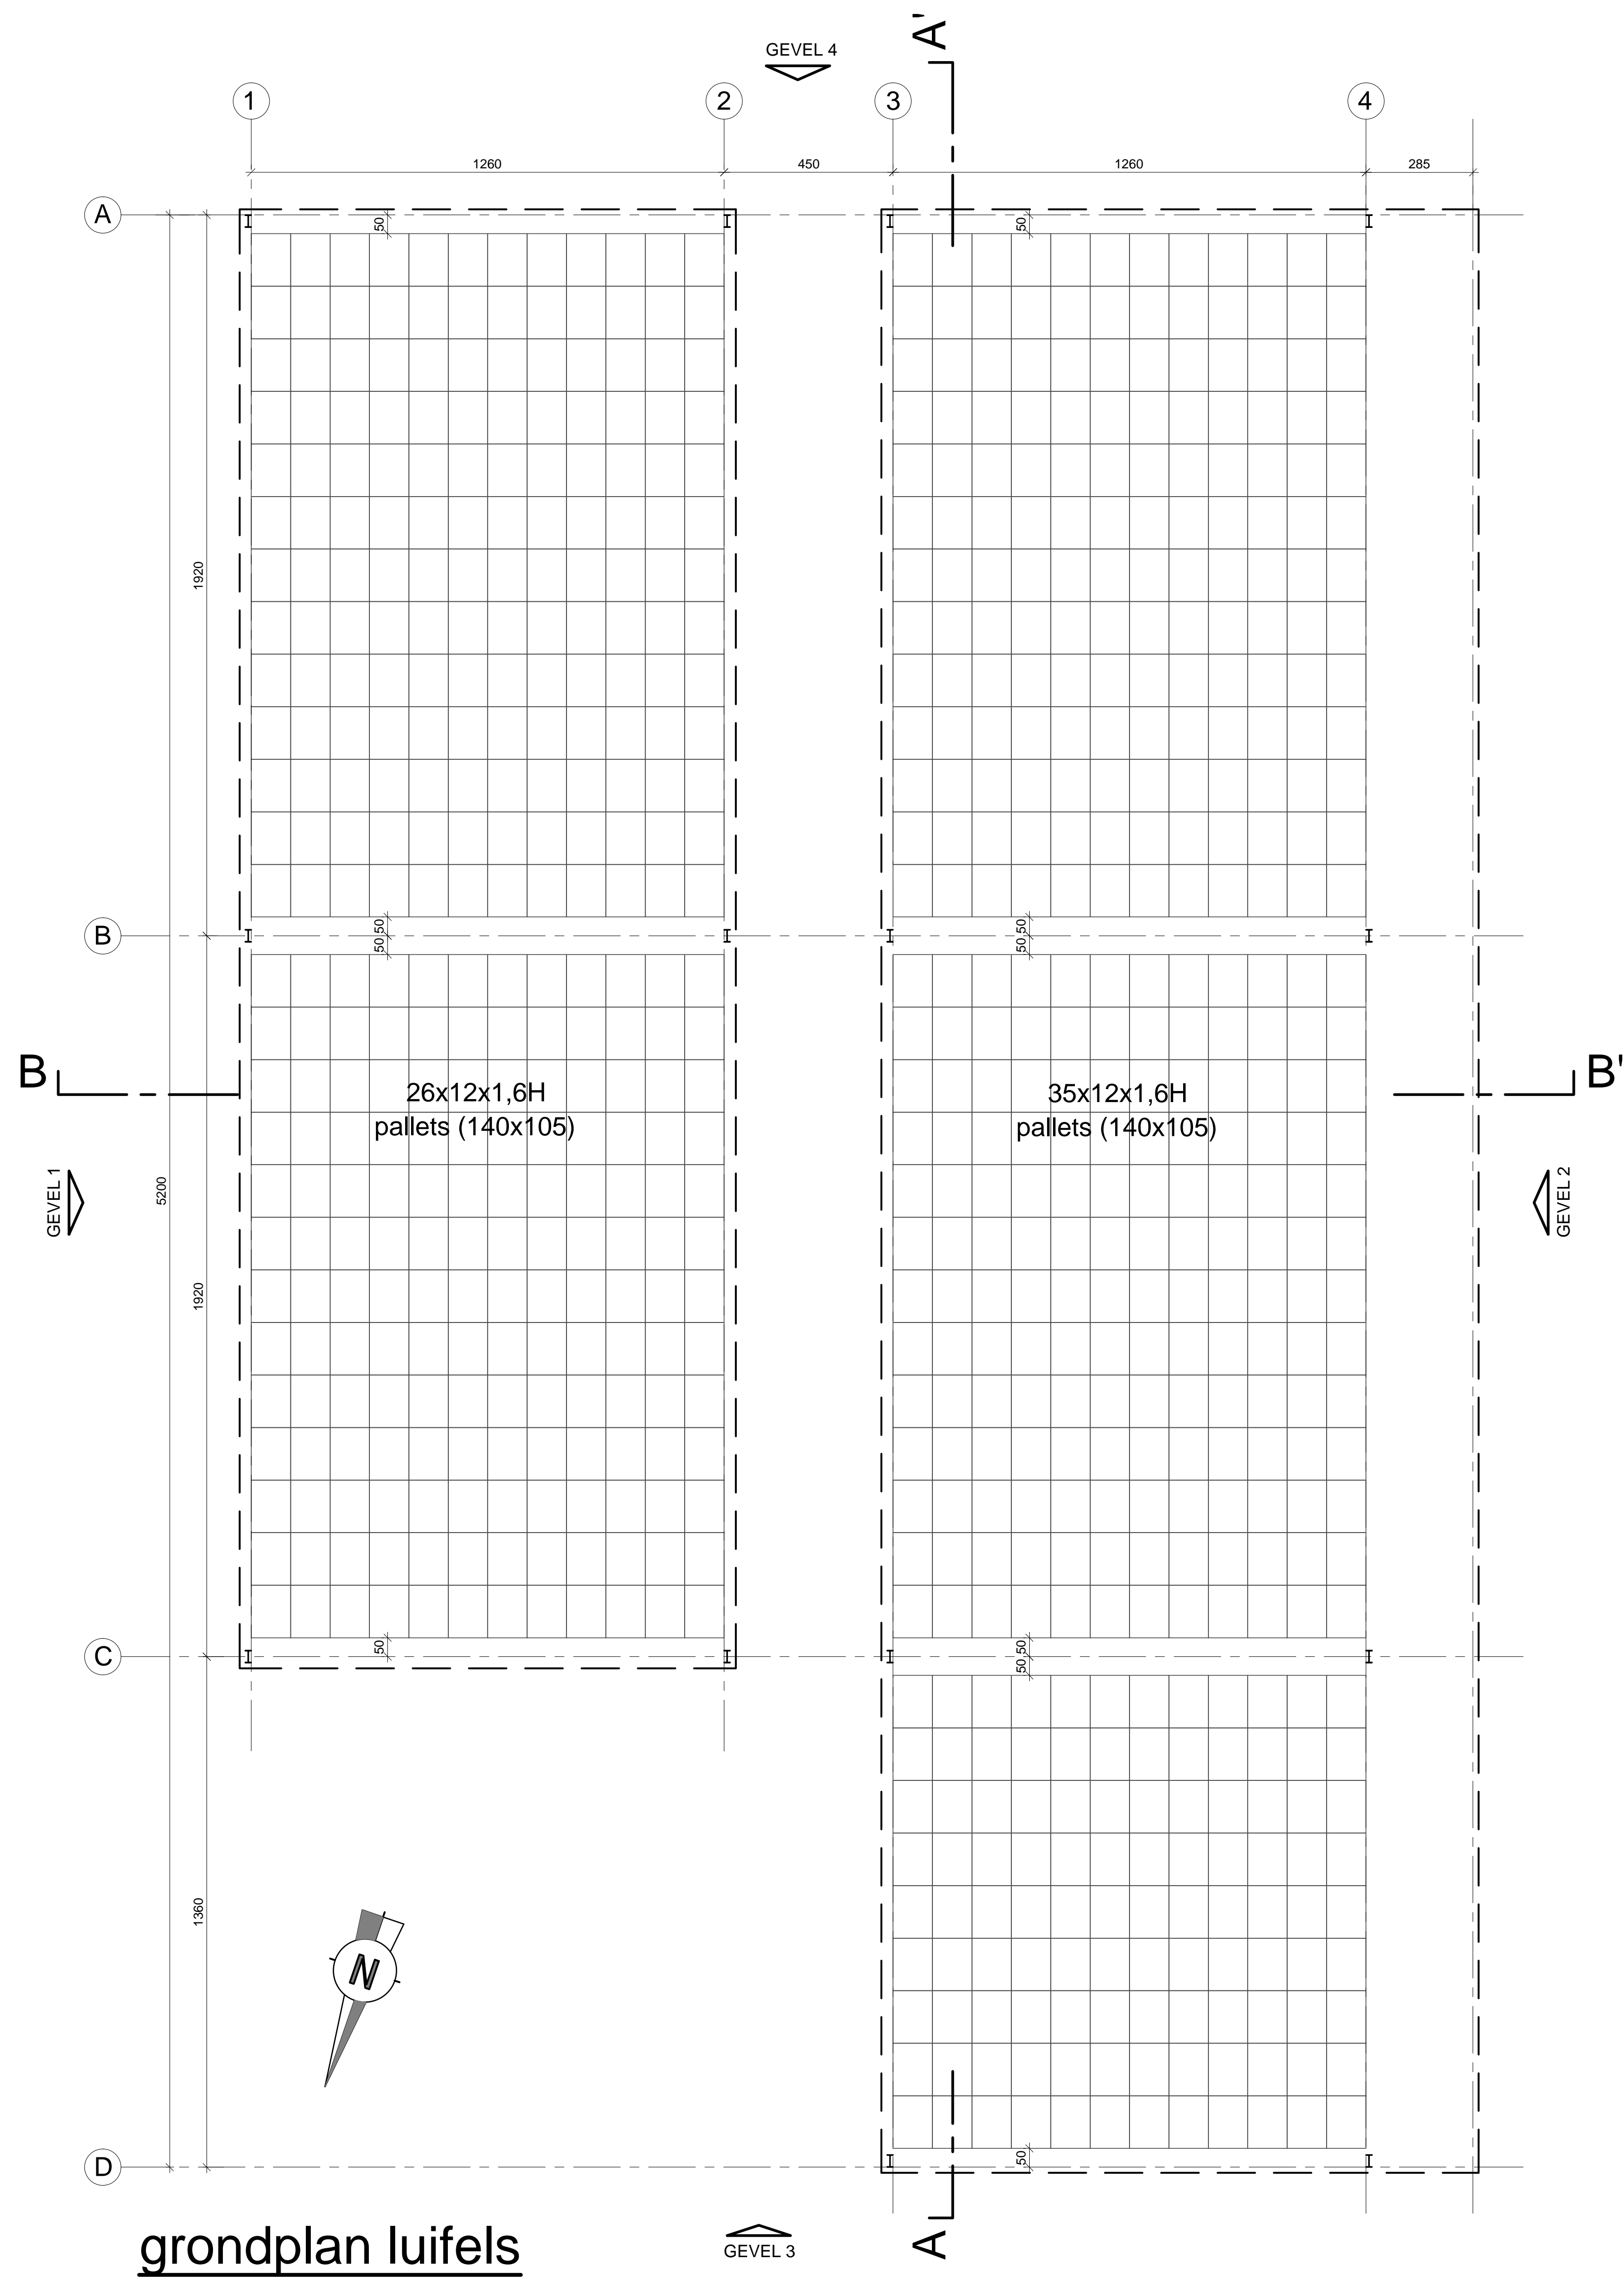 A'
GEVEL 4
1
2
3
4
1260
450
1260
285
A
50
50
1920
50
50
B
50
50
B
B'
26x12x1,6H
pallets (140x105)
35x12x1,6H
pallets (140x105)
GEVEL 1
5200
GEVEL 2
1920
50
50
C
50
1360
N
50
D
A
grondplan luifels
GEVEL 3